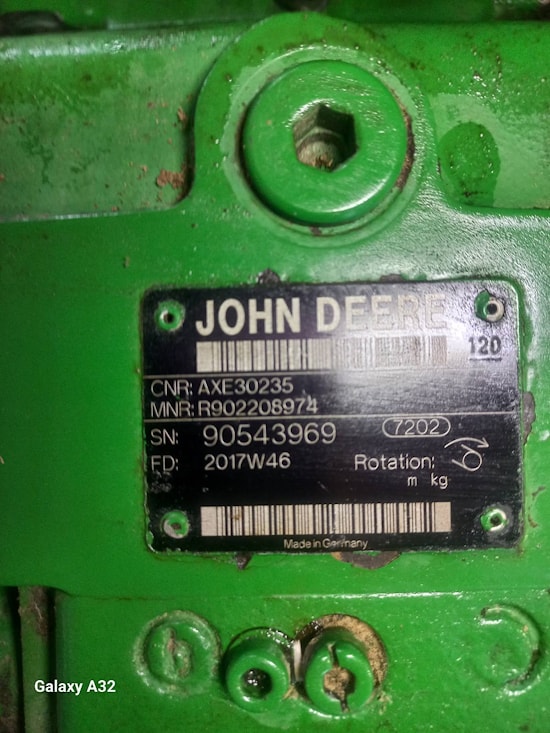 JOHN DEERE
120
CNR: AXE30235
MNR: R902208974
SN: 90543969 7202
FD: 2017W46 Rotation:
m kg
Made in Germany
Galaxy A32